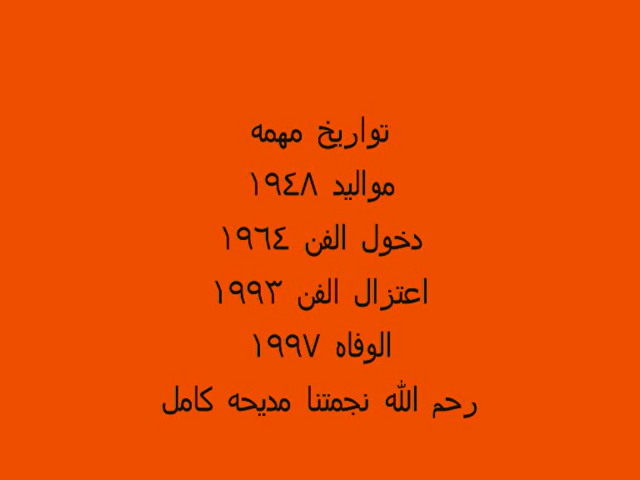 تواريخ مهمه
مواليد ١٩٤٨
دخول الفن ١٩٦٤
اعتزال الفن ١٩٩٣
الوفاه ١٩٩٧
رحم الله نجمتنا مديحه كامل